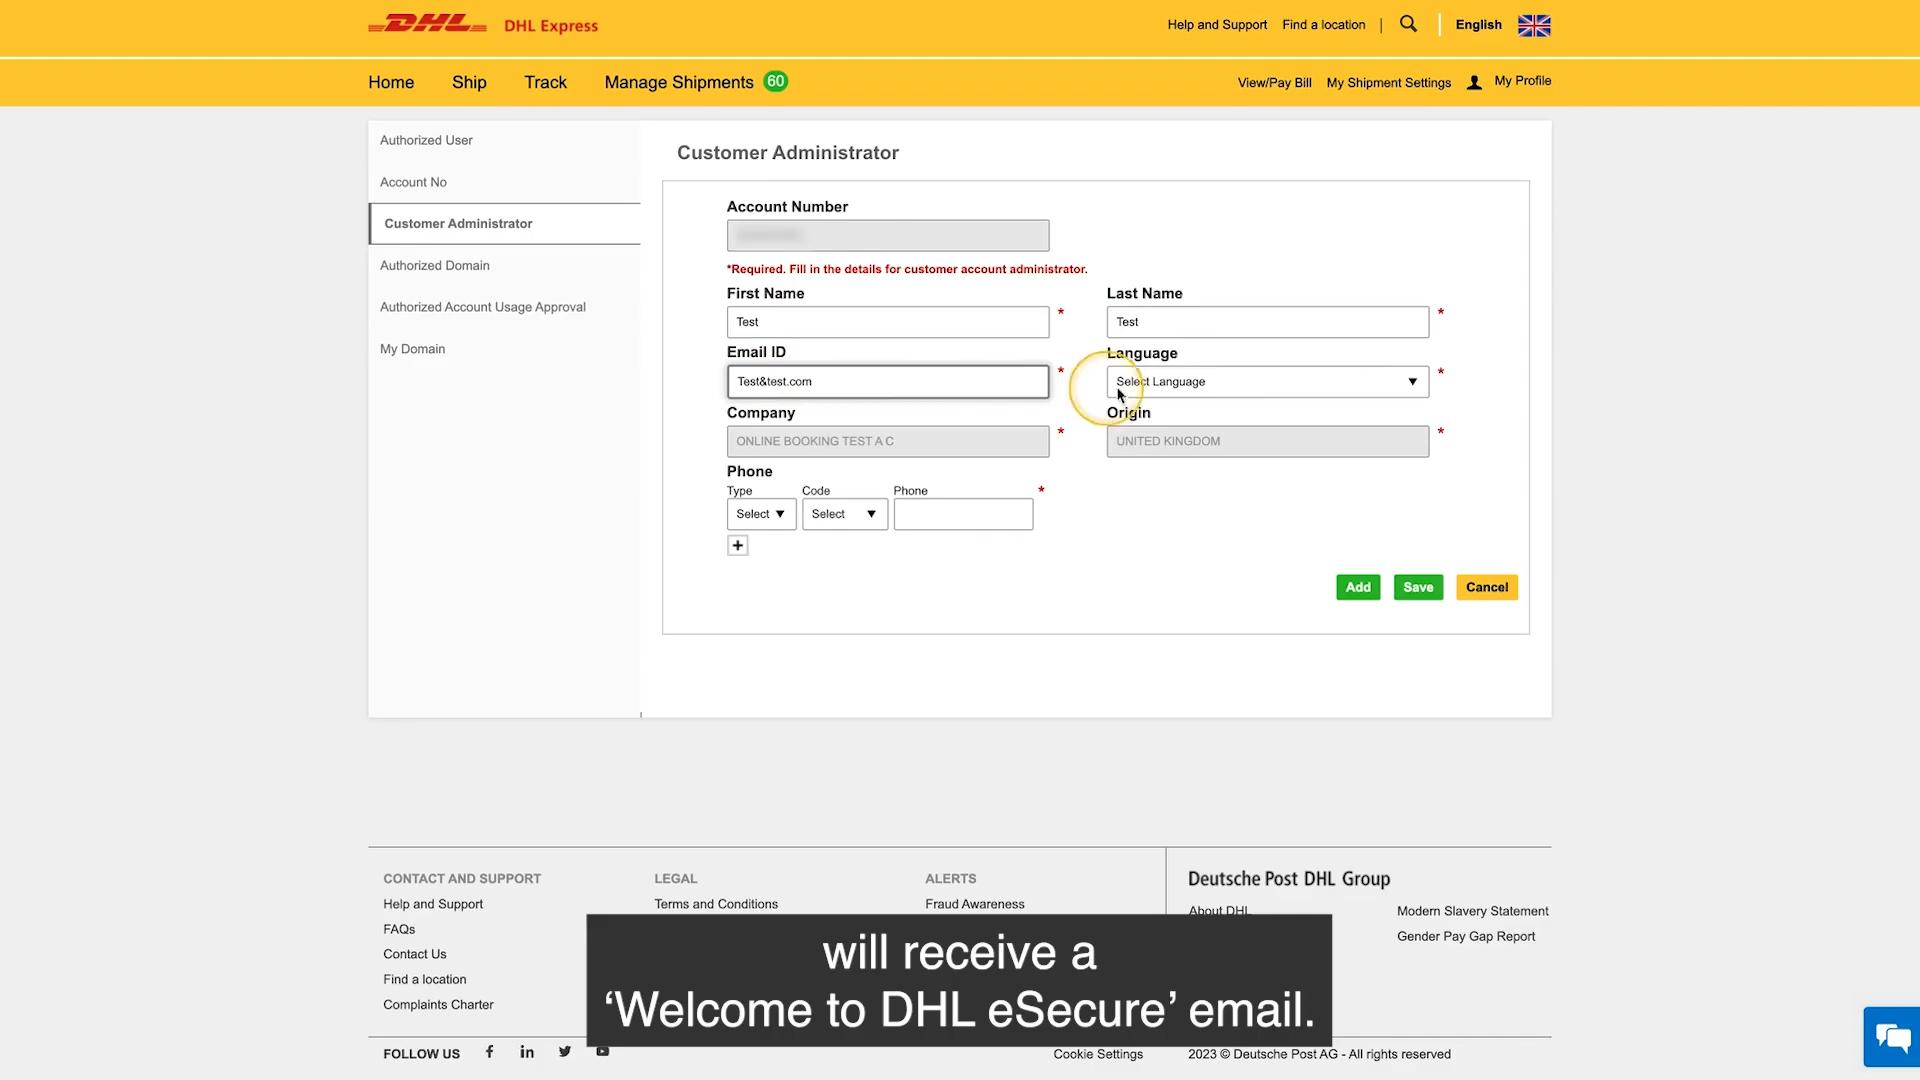 DHL DHL Express
Help and Support Find a location | English
Home Ship Track Manage Shipments 60
View/Pay Bill My Shipment Settings My Profile
Authorized User
Account No
Customer Administrator
Authorized Domain
Authorized Account Usage Approval
My Domain
Customer Administrator
Account Number
*Required. Fill in the details for customer account administrator.
First Name Last Name
Test * Test *
Email ID Language
Test&test.com * Select Language *
Company Origin
ONLINE BOOKING TEST A C * UNITED KINGDOM *
Phone
Type Code Phone *
Select Select
+
Add Save Cancel
CONTACT AND SUPPORT
Help and Support
FAQs
Contact Us
Find a location
Complaints Charter
LEGAL
Terms and Conditions
ALERTS
Fraud Awareness
Deutsche Post DHL Group
About DHL
Modern Slavery Statement
Gender Pay Gap Report
will receive a
‘Welcome to DHL eSecure’ email.
FOLLOW US
Cookie Settings
2023 © Deutsche Post AG - All rights reserved